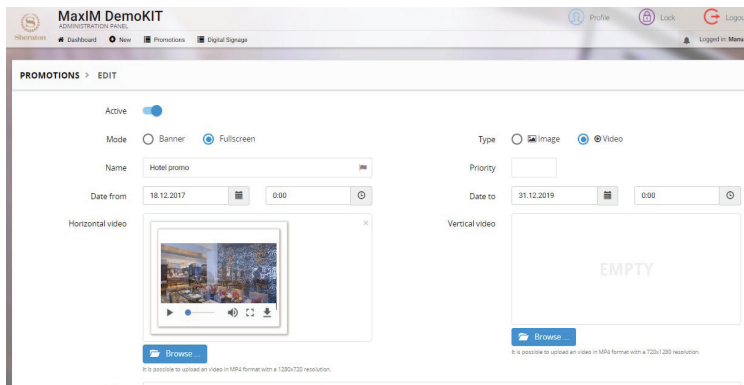 MaxIM DemoKIT
ADMINISTRATION PANEL
Profile
Lock
Logou
Sheraton
Dashboard
New
Promotions
Digital Signage
Logged in: Manu
PROMOTIONS > EDIT
Active
Mode
Banner
Fullscreen
Type
Image
Video
Name
Hotel promo
Priority
Date from
18.12.2017
0:00
Date to
31.12.2019
0:00
Horizontal video
×
Vertical video
EMPTY
Browse ...
It is possible to upload an video in MP4 format with a 1280x720 resolution.
Browse ...
It is possible to upload an video in MP4 format with a 720x1280 resolution.